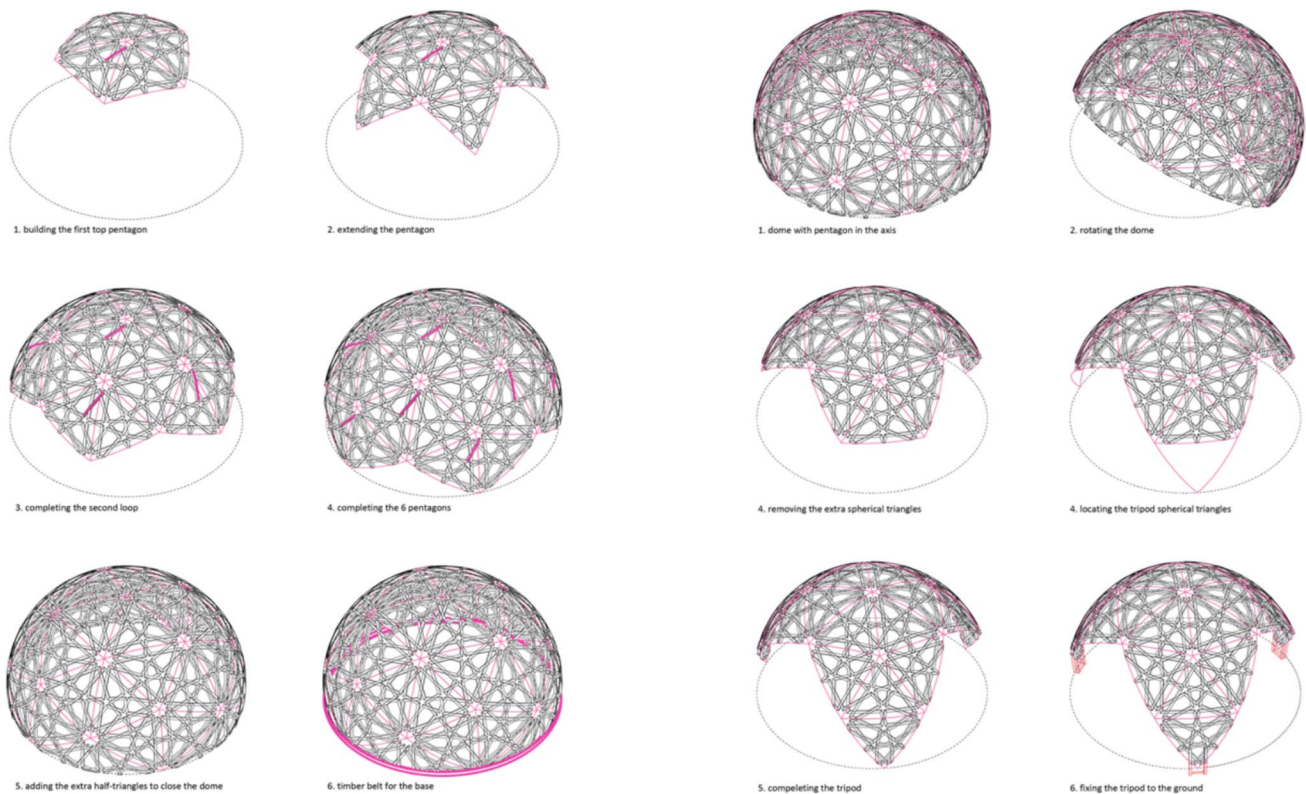 1. building the first top pentagon
2. extending the pentagon
3. completing the second loop
4. completing the 6 pentagons
5. adding the extra half-triangles to close the dome
6. timber belt for the base
1. dome with pentagon in the axis
2. rotating the dome
4. removing the extra spherical triangles
4. locating the tripod spherical triangles
5. compeleting the tripod
6. fixing the tripod to the ground